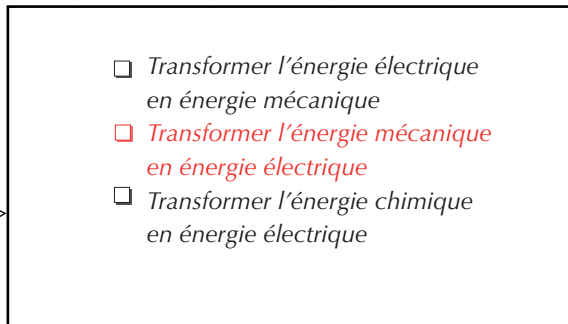 ❏ Transformer l’énergie électrique
en énergie mécanique
❏ Transformer l’énergie mécanique
en énergie électrique
❏ Transformer l’énergie chimique
en énergie électrique